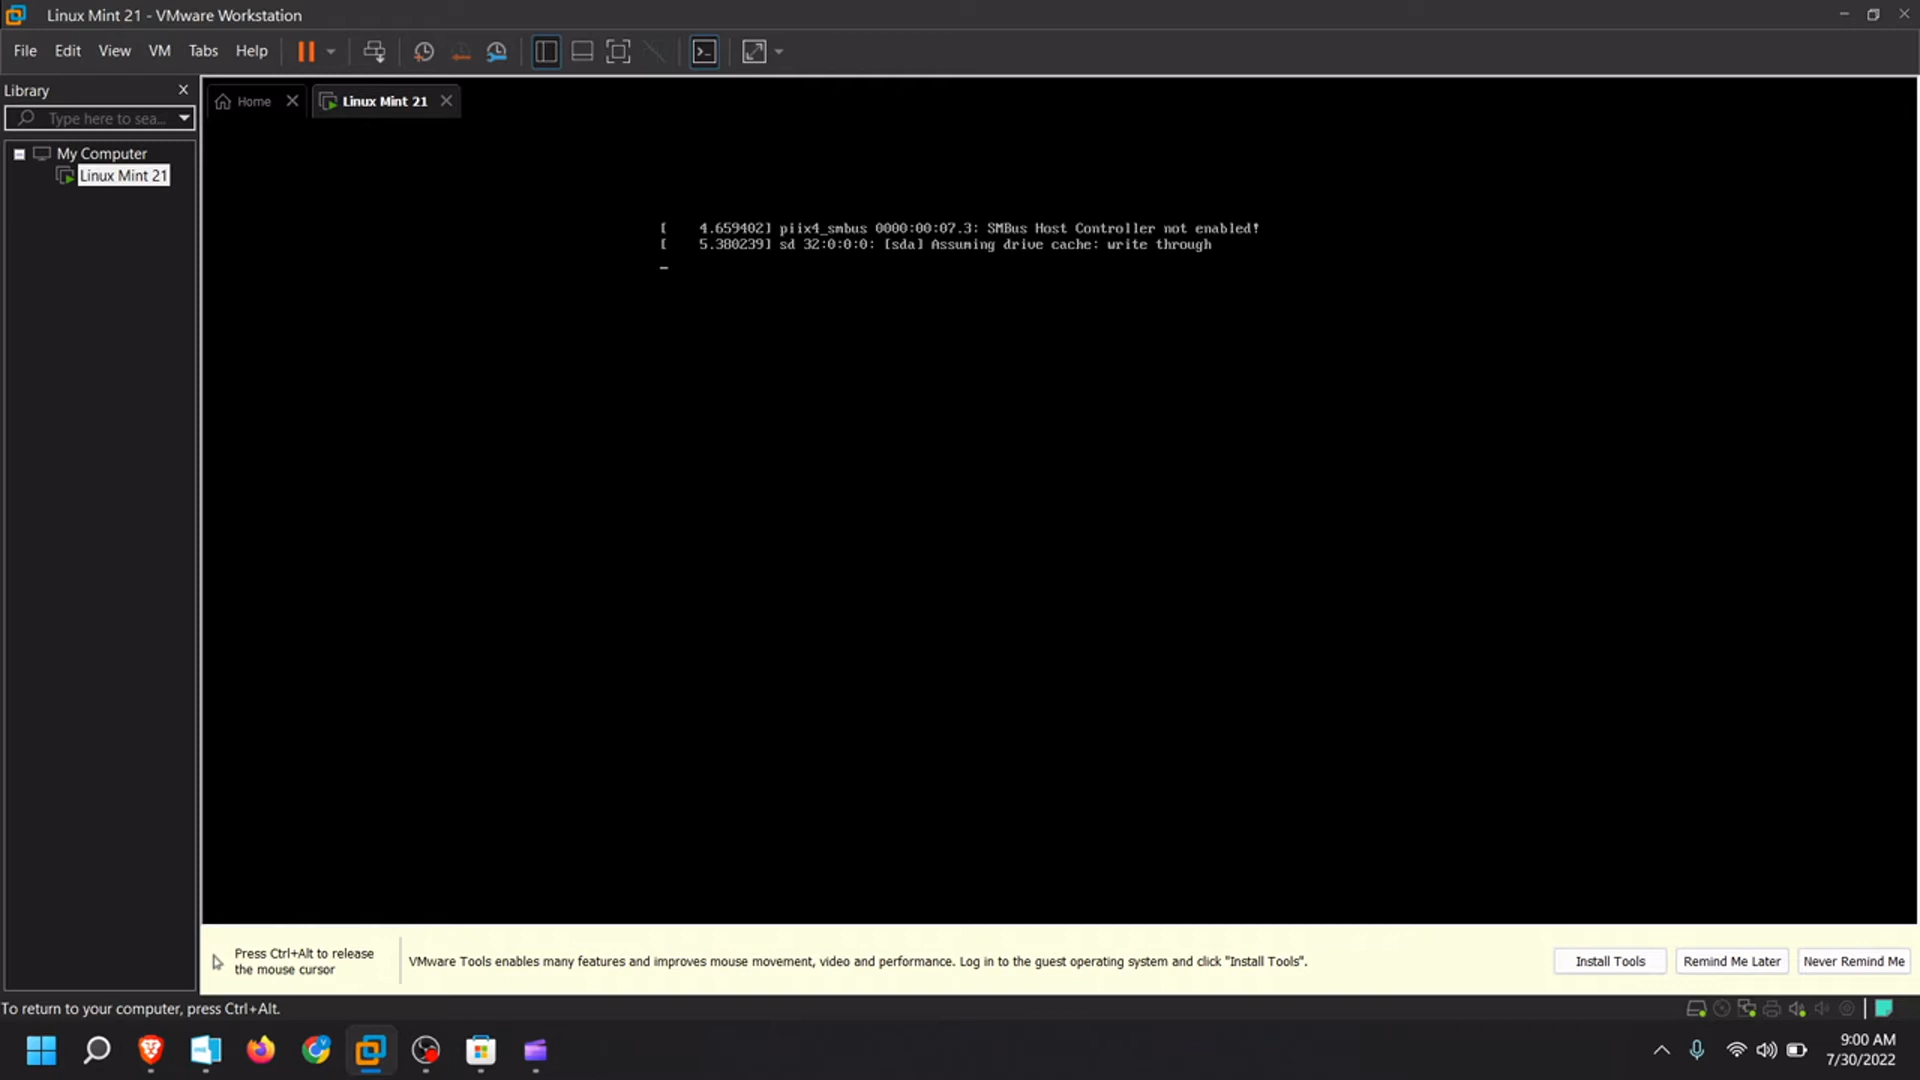 Linux Mint 21 - VMware Workstation
File Edit View VM Tabs Help
Library
Type here to sea...
My Computer
Linux Mint 21
Home
Linux Mint 21
[    4.659402] piix4_smbus 0000:00:07.3: SMBus Host Controller not enabled!
[    5.380239] sd 32:0:0:0: [sda] Assuming drive cache: write through
Press Ctrl+Alt to release
the mouse cursor
VMware Tools enables many features and improves mouse movement, video and performance. Log in to the guest operating system and click "Install Tools".
Install Tools
Remind Me Later
Never Remind Me
To return to your computer, press Ctrl+Alt.
9:00 AM
7/30/2022